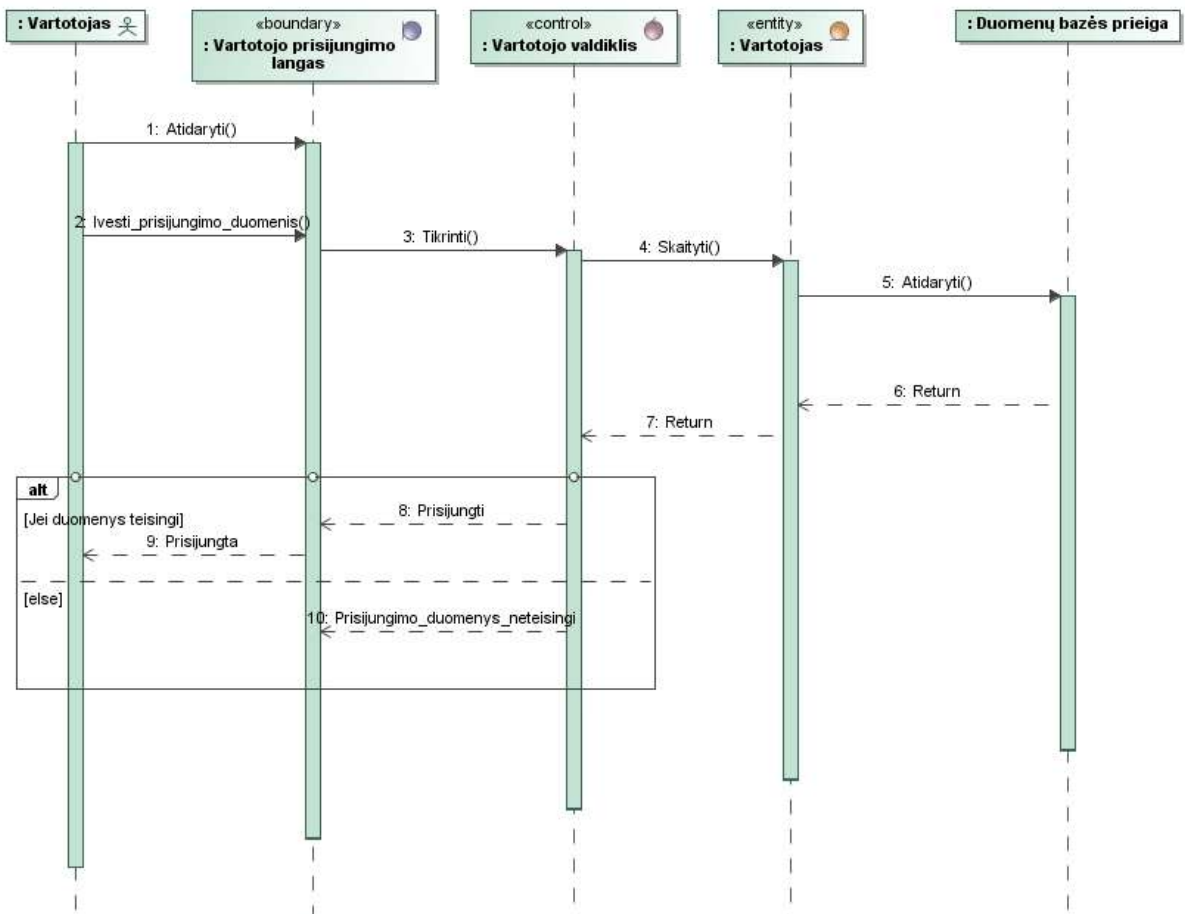 : Vartotojas
«boundary»
: Vartotojo prisijungimo
langas
«control»
: Vartotojo valdiklis
«entity»
: Vartotojas
: Duomenų bazės prieiga
1: Atidaryti()
2: Ivesti_prisijungimo_duomenis()
3: Tikrinti()
4: Skaityti()
5: Atidaryti()
6: Return
7: Return
alt
[Jei duomenys teisingi]
8: Prisijungti
9: Prisijungta
[else]
10: Prisijungimo_duomenys_neteisingi